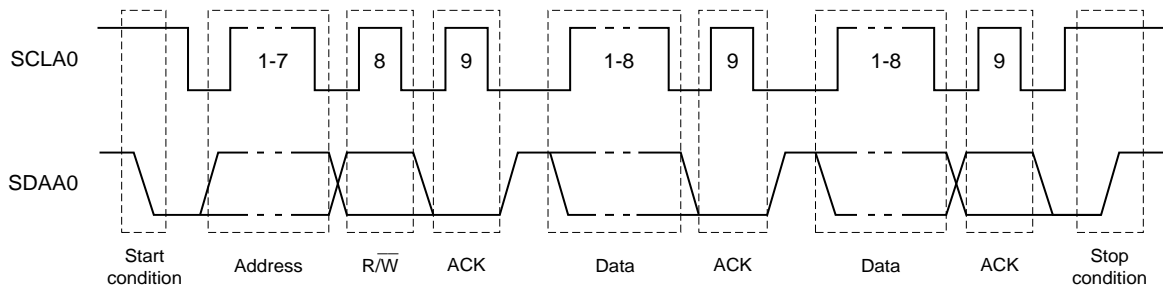 SCLA0
1-7
8
9
1-8
9
1-8
9
SDAA0
Start
condition
Address
R/W̅
ACK
Data
ACK
Data
ACK
Stop
condition